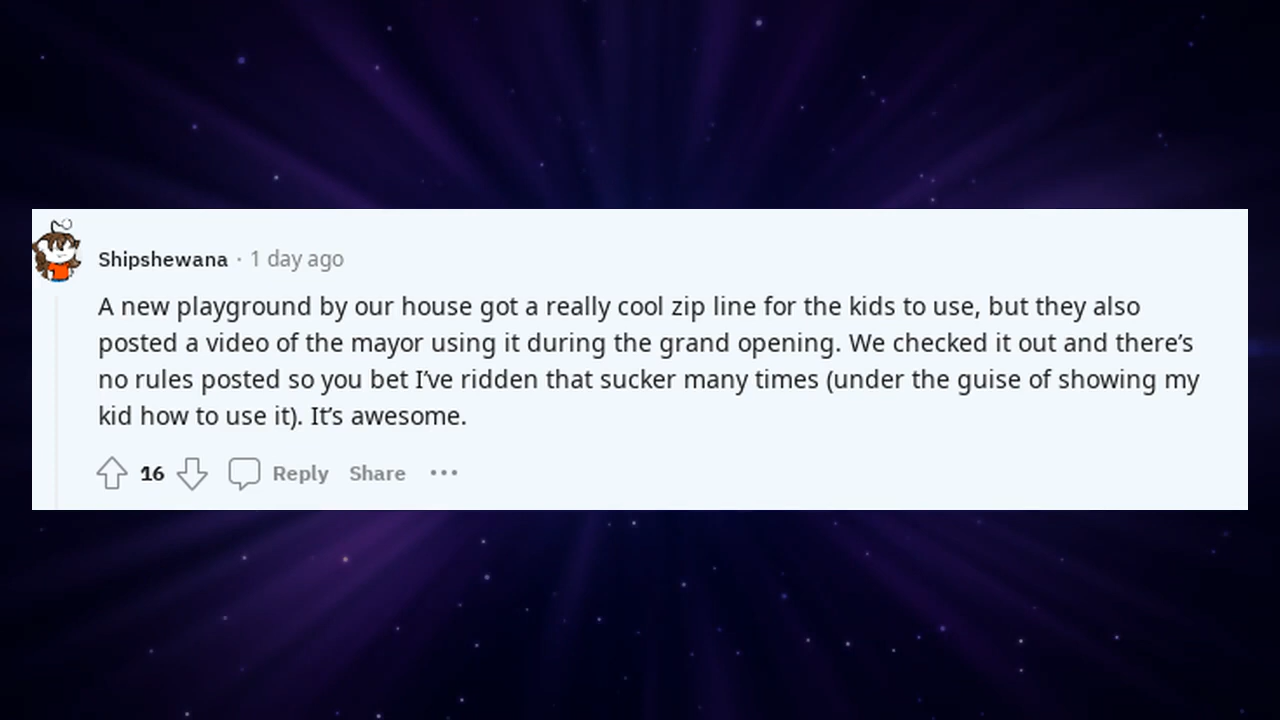 Shipshewana · 1 day ago
A new playground by our house got a really cool zip line for the kids to use, but they also
posted a video of the mayor using it during the grand opening. We checked it out and there’s
no rules posted so you bet I’ve ridden that sucker many times (under the guise of showing my
kid how to use it). It’s awesome.
16 Reply Share •••